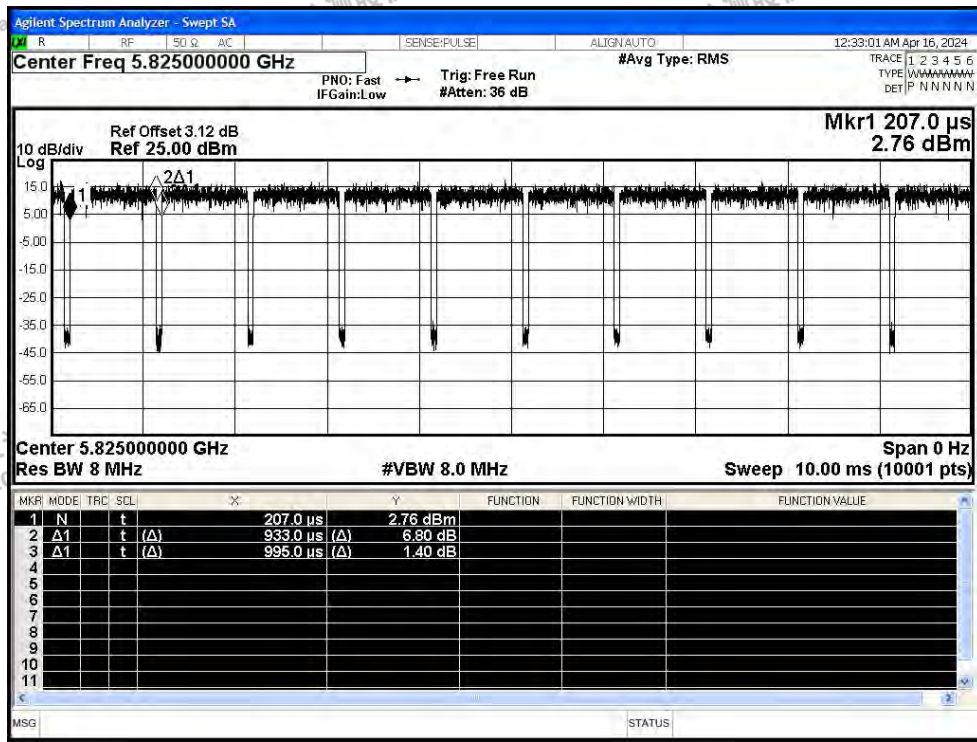 Agilent Spectrum Analyzer - Swept SA
LXI R RF 50 Ω AC SENSE:PULSE ALIGN AUTO 12:33:01 AM Apr 16, 2024
Center Freq 5.825000000 GHz
#Avg Type: RMS
TRACE 1 2 3 4 5 6
PNO: Fast Trig: Free Run
TYPE WWWWWW
IFGain:Low #Atten: 36 dB
DET P N N N N N
Mkr1 207.0 µs
Ref Offset 3.12 dB
2.76 dBm
10 dB/div Ref 25.00 dBm
Log
2Δ1
15.0
1
5.00
-5.00
-15.0
-25.0
-35.0
-45.0
-55.0
-65.0
Center 5.825000000 GHz Span 0 Hz
Res BW 8 MHz #VBW 8.0 MHz Sweep 10.00 ms (10001 pts)
MKR MODE TRC SCL X Y FUNCTION FUNCTION WIDTH FUNCTION VALUE
1 N t 207.0 µs 2.76 dBm
2 Δ1 t (Δ) 933.0 µs (Δ) 6.80 dB
3 Δ1 t (Δ) 995.0 µs (Δ) 1.40 dB
4
5
6
7
8
9
10
11
MSG STATUS